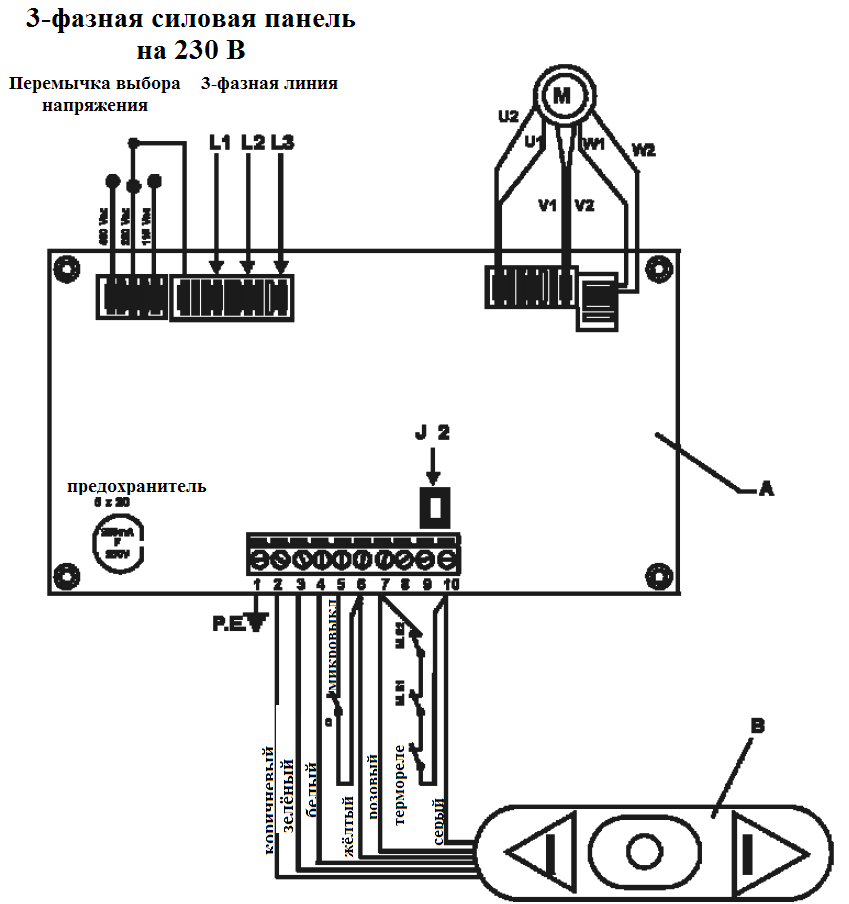 3-фазная силовая панель
на 230 В
Перемычка выбора
напряжения
3-фазная линия
L1 L2 L3
M
U2
U1
W1
W2
V1
V2
J 2
A
предохранитель
5 x 20
F
1 2 3 4 5 6 7 8 9 10
P.E
микровыкл
коричневый
зелёный
белый
жёлтый
розовый
термореле
серый
B